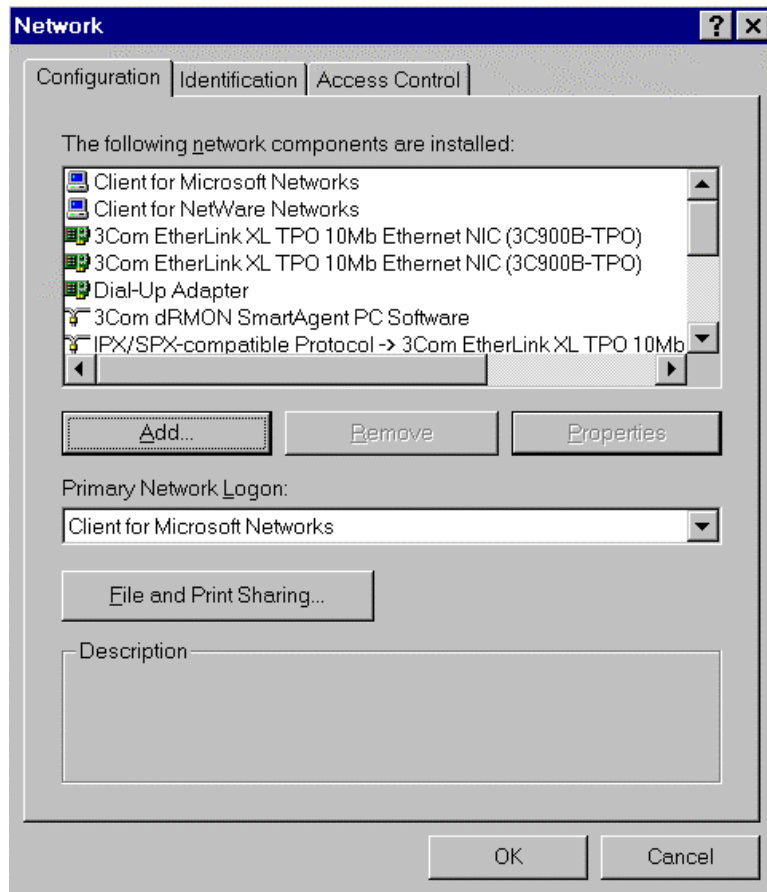 Network
Configuration Identification Access Control
The following network components are installed:
Client for Microsoft Networks
Client for NetWare Networks
3Com EtherLink XL TPO 10Mb Ethernet NIC (3C900B-TPO)
3Com EtherLink XL TPO 10Mb Ethernet NIC (3C900B-TPO)
Dial-Up Adapter
3Com dRMON SmartAgent PC Software
IPX/SPX-compatible Protocol -> 3Com EtherLink XL TPO 10Mb
Add... Remove Properties
Primary Network Logon:
Client for Microsoft Networks
File and Print Sharing...
Description
OK Cancel